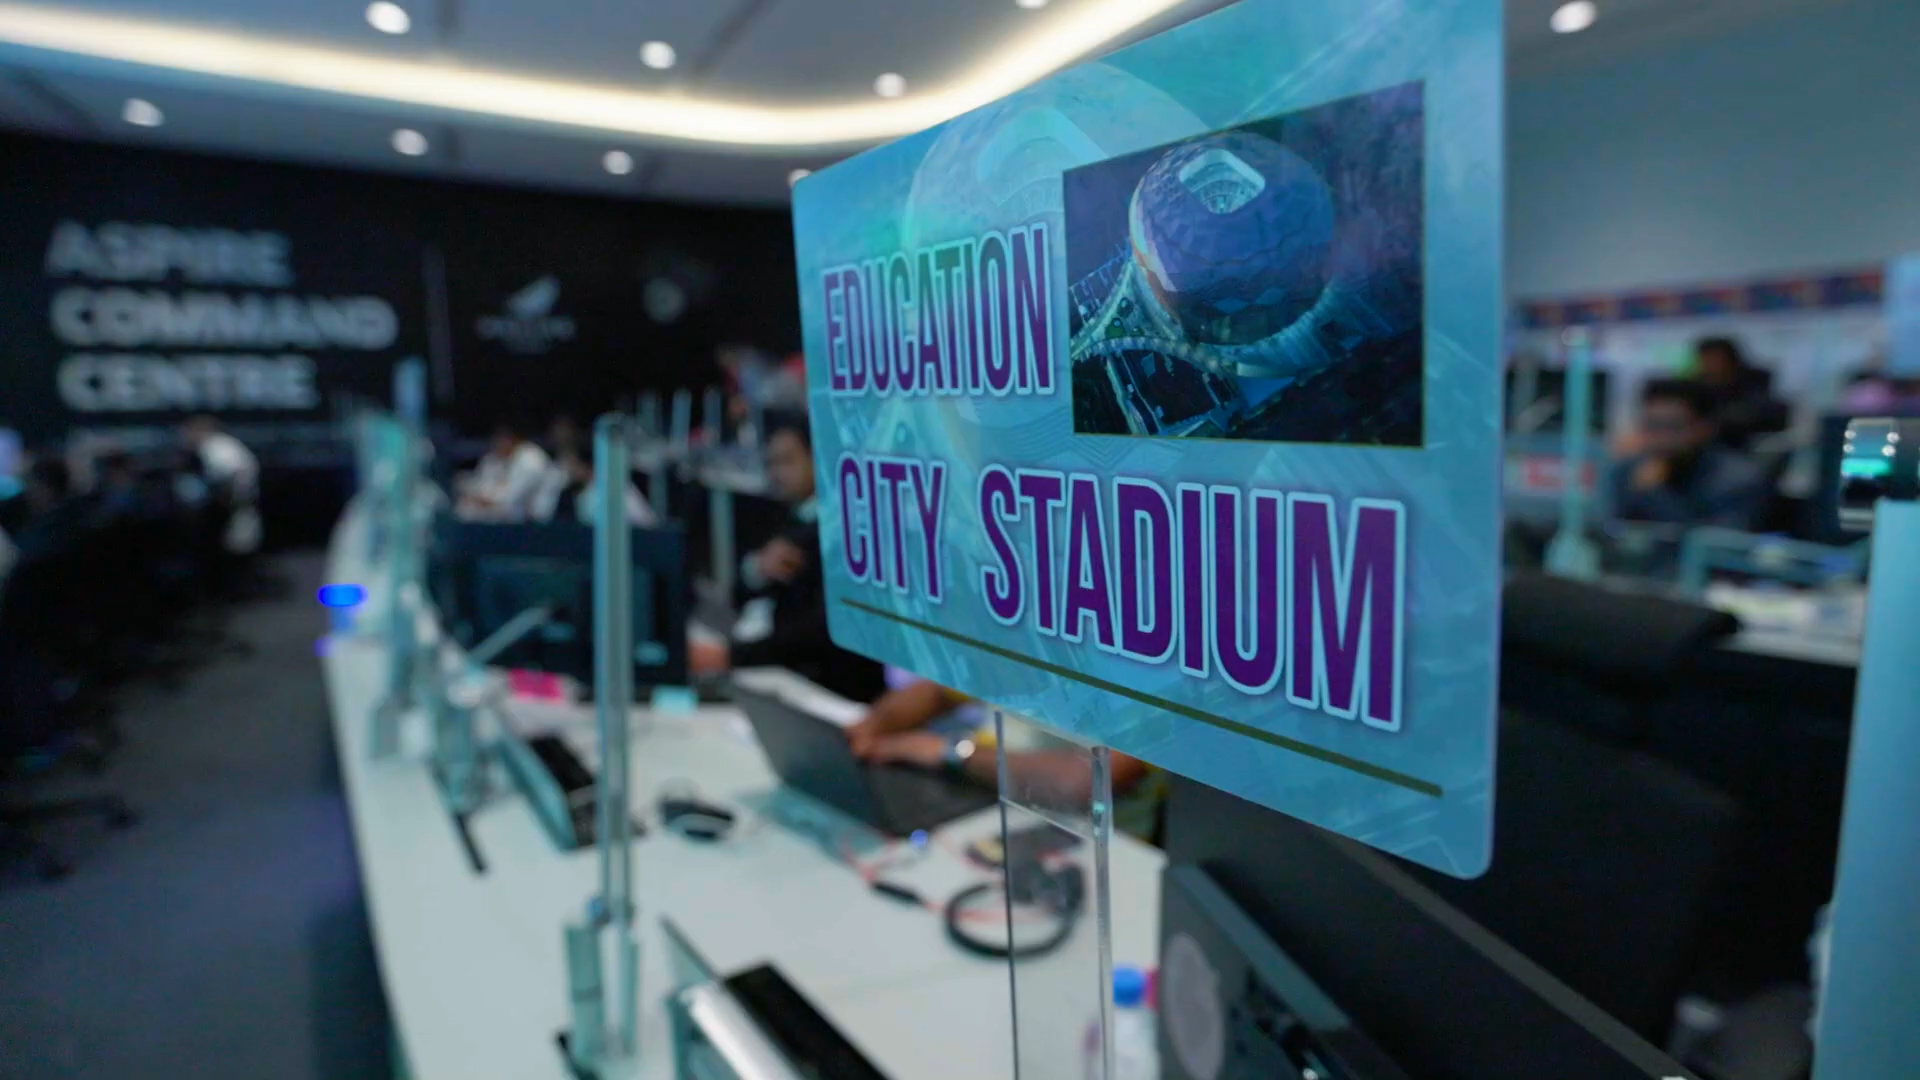 ASPIRE
COMMAND
CENTRE
EDUCATION
CITY STADIUM